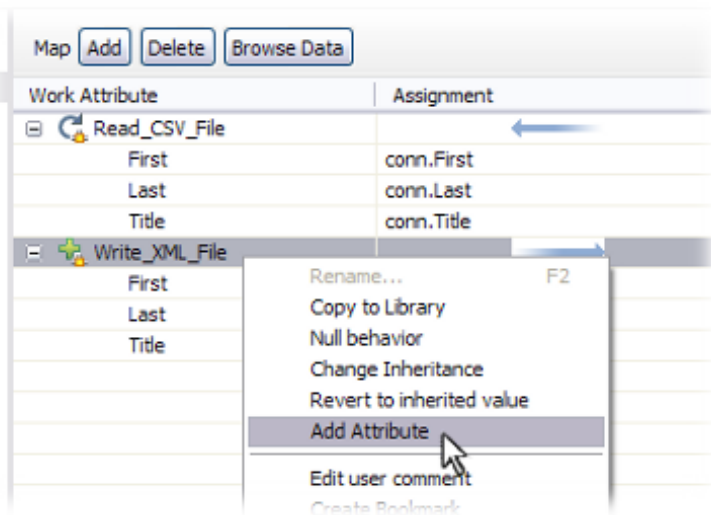 Map Add Delete Browse Data
Work Attribute Assignment
Read_CSV_File
First conn.First
Last conn.Last
Title conn.Title
Write_XML_File
First Rename... F2
Last Copy to Library
Title Null behavior
Change Inheritance
Revert to inherited value
Add Attribute
Edit user comment
Create Bookmark